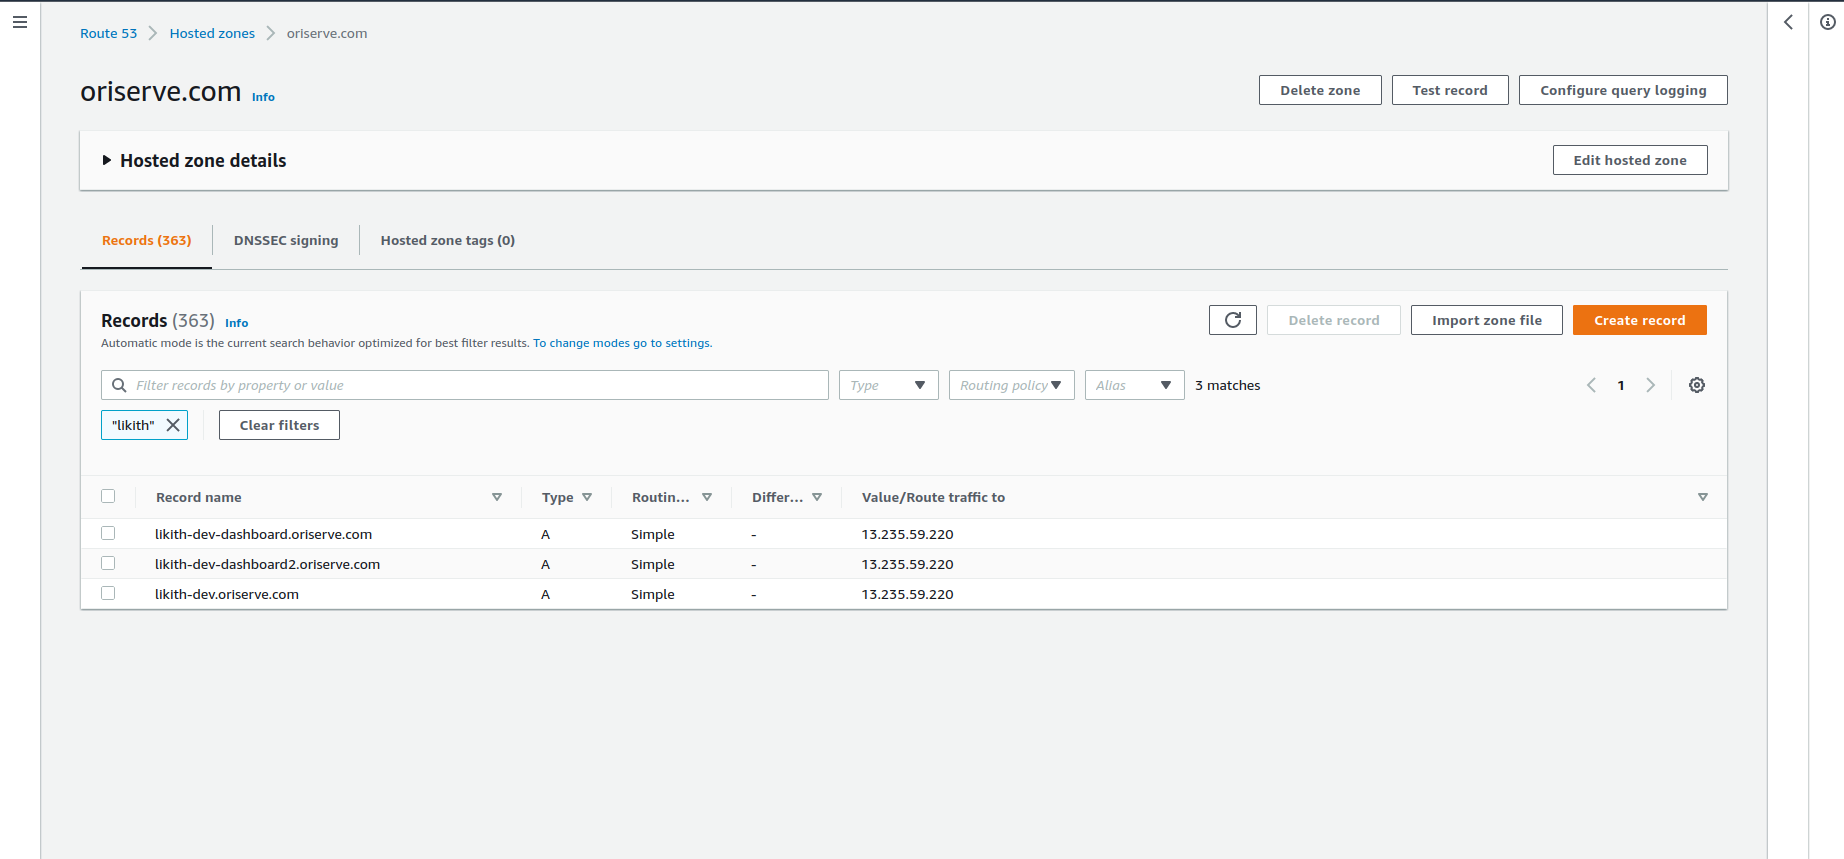 Route 53 Hosted zones oriserve.com
oriserve.com Info
Delete zone Test record Configure query logging
Hosted zone details Edit hosted zone
Records (363) DNSSEC signing Hosted zone tags (0)
Records (363) Info
Delete record Import zone file Create record
Automatic mode is the current search behavior optimized for best filter results. To change modes go to settings.
Filter records by property or value Type Routing policy Alias 3 matches 1
"likith" Clear filters
Record name Type Routin... Differ... Value/Route traffic to
likith-dev-dashboard.oriserve.com A Simple - 13.235.59.220
likith-dev-dashboard2.oriserve.com A Simple - 13.235.59.220
likith-dev.oriserve.com A Simple - 13.235.59.220